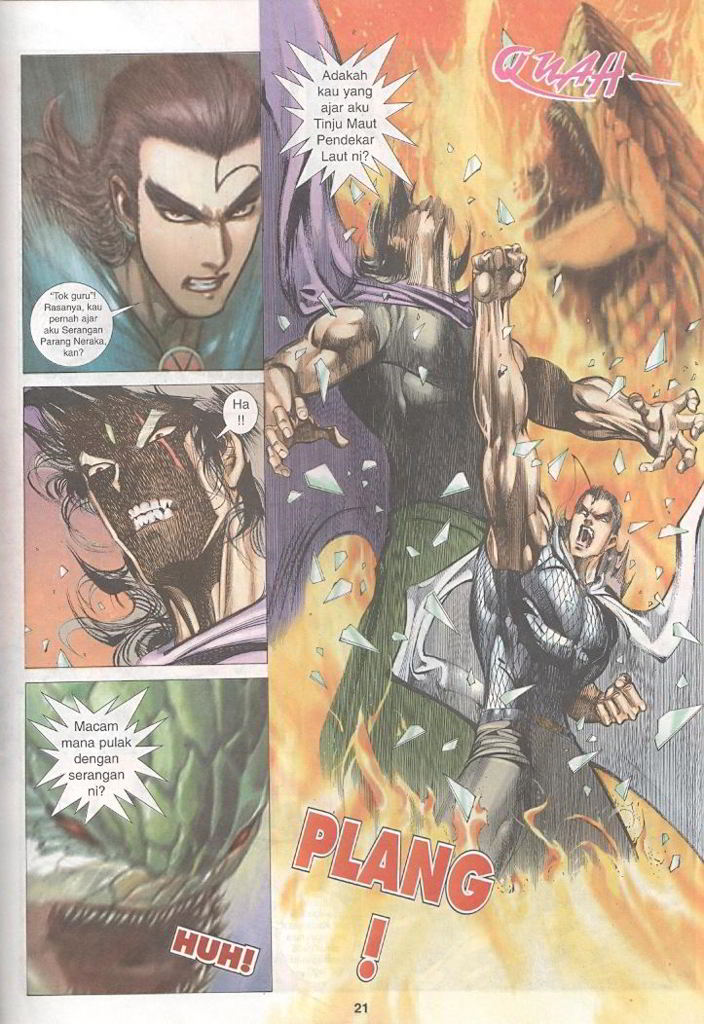 "Tok guru"!
Rasanya, kau
pernah ajar
aku Serangan
Parang Neraka,
kan?
Ha
!!
Macam
mana pulak
dengan
serangan
ni?
HUH!
Adakah
kau yang
ajar aku
Tinju Maut
Pendekar
Laut ni?
QUAH
PLANG
!
21